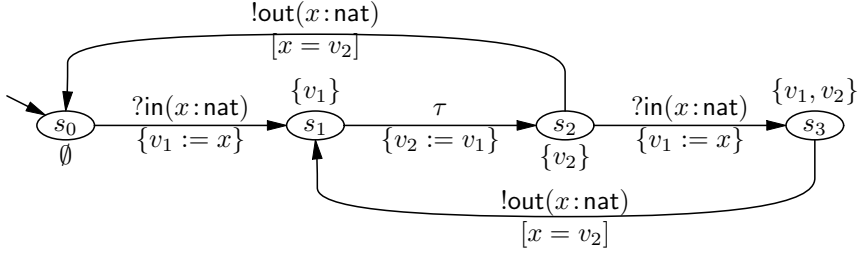 !out(x:nat)
[x = v₂]
{v₁} {v₁, v₂}
?in(x:nat) τ ?in(x:nat)
s₀ s₁ s₂ s₃
{v₁ := x} {v₂ := v₁} {v₁ := x}
∅ {v₂}
!out(x:nat)
[x = v₂]